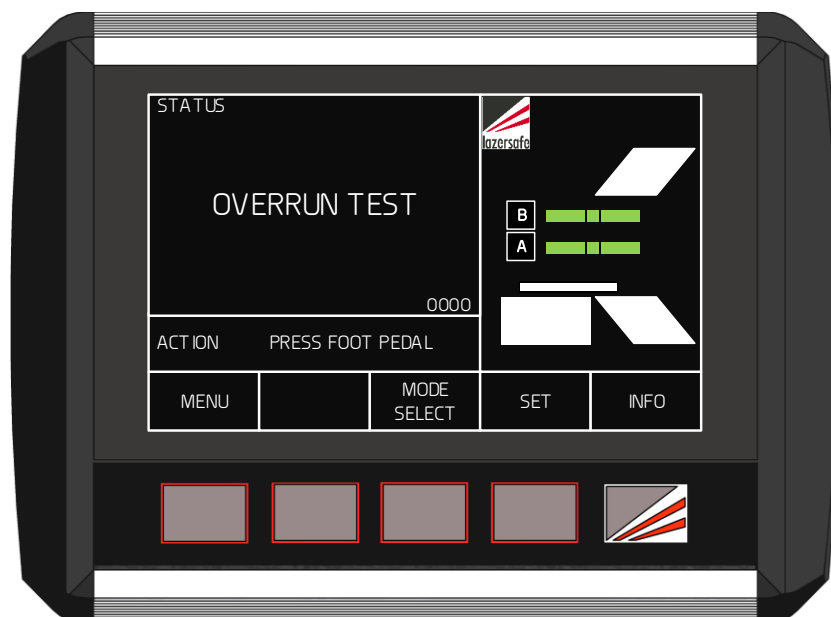 STATUS
lazersafe
OVERRUN TEST
B
A
0000
ACTION PRESS FOOT PEDAL
MENU
MODE
SELECT
SET
INFO